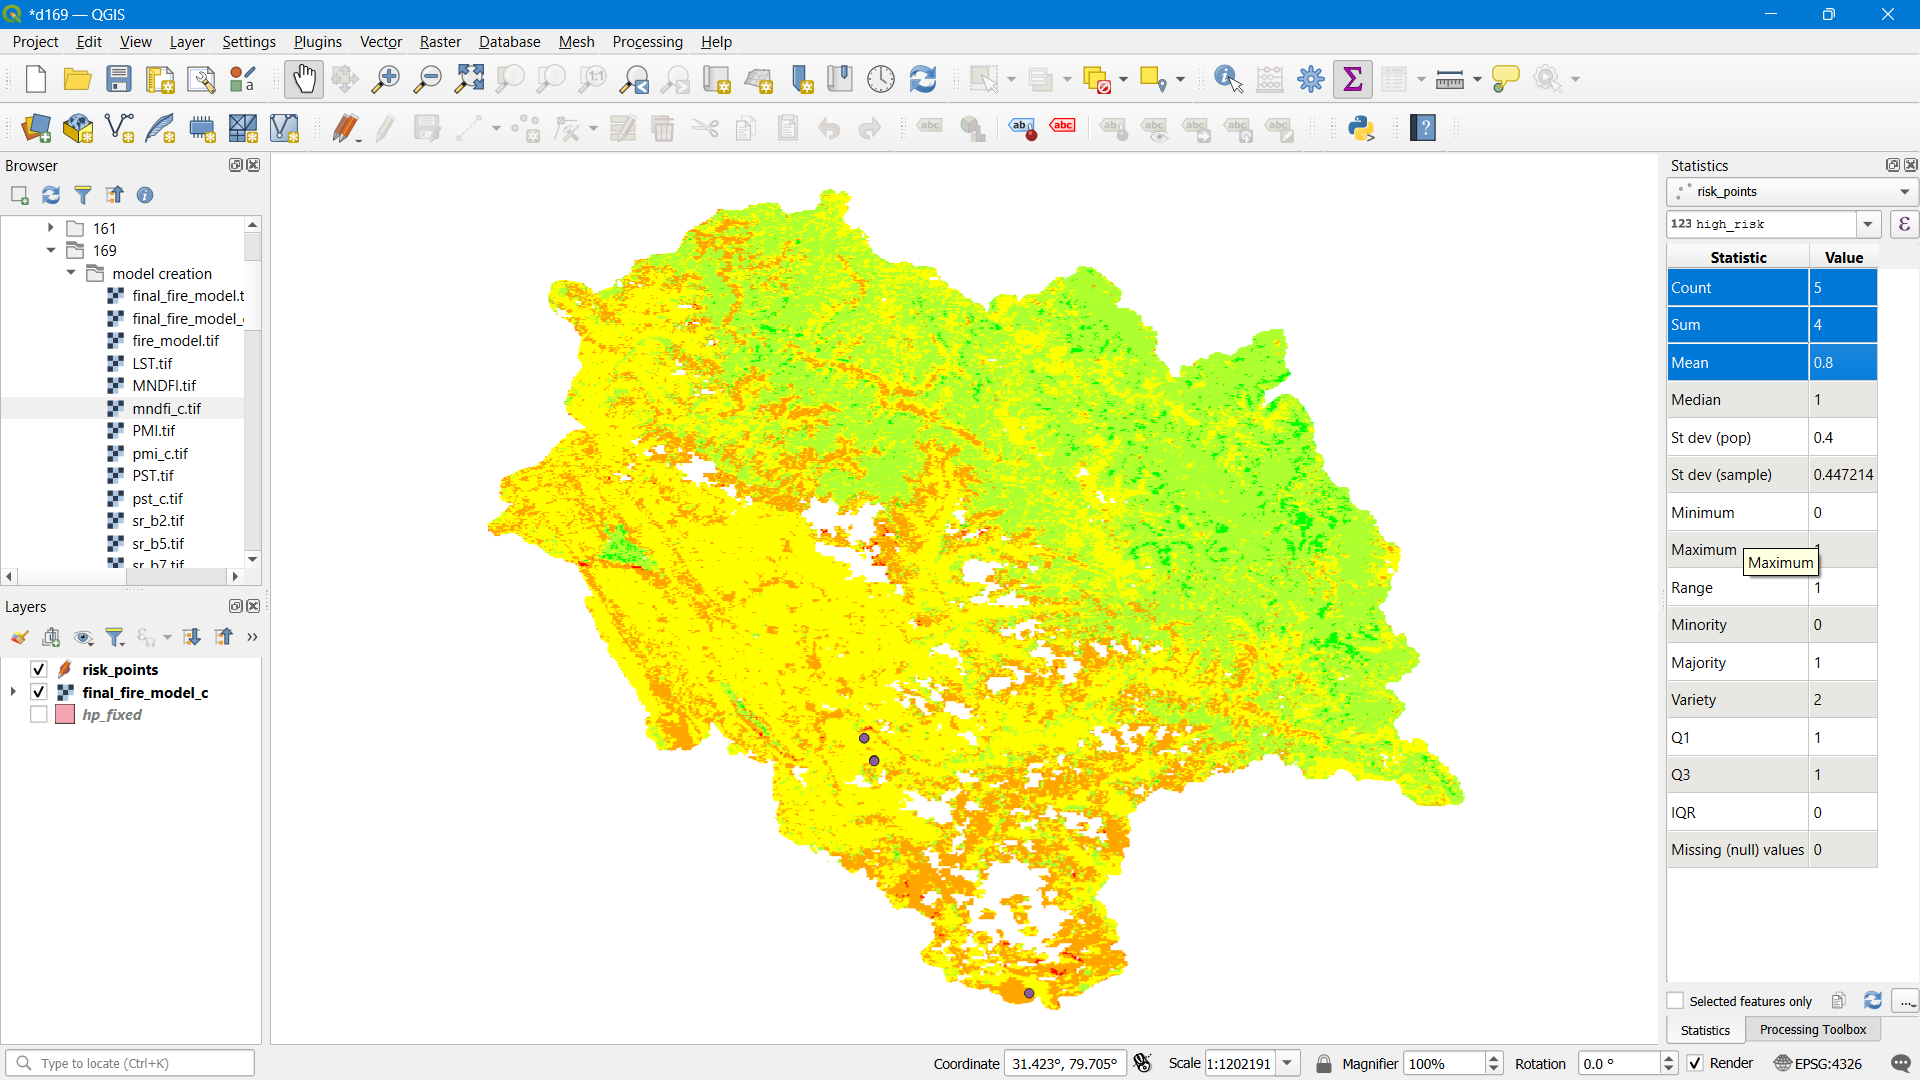 *d169 — QGIS
Project Edit View Layer Settings Plugins Vector Raster Database Mesh Processing Help
Browser
161
169
model creation
final_fire_model.t
final_fire_model_
fire_model.tif
LST.tif
MNDFI.tif
mndfi_c.tif
PMI.tif
pmi_c.tif
PST.tif
pst_c.tif
sr_b2.tif
sr_b5.tif
sr_b7.tif
Layers
risk_points
final_fire_model_c
hp_fixed
Statistics
risk_points
123 high_risk
ε
Statistic Value
Count 5
Sum 4
Mean 0.8
Median 1
St dev (pop) 0.4
St dev (sample) 0.447214
Minimum 0
Maximum 1
Maximum
Range 1
Minority 0
Majority 1
Variety 2
Q1 1
Q3 1
IQR 0
Missing (null) values 0
Selected features only
...
Statistics Processing Toolbox
Type to locate (Ctrl+K)
Coordinate 31.423°, 79.705° Scale 1:1202191 Magnifier 100% Rotation 0.0 ° Render EPSG:4326